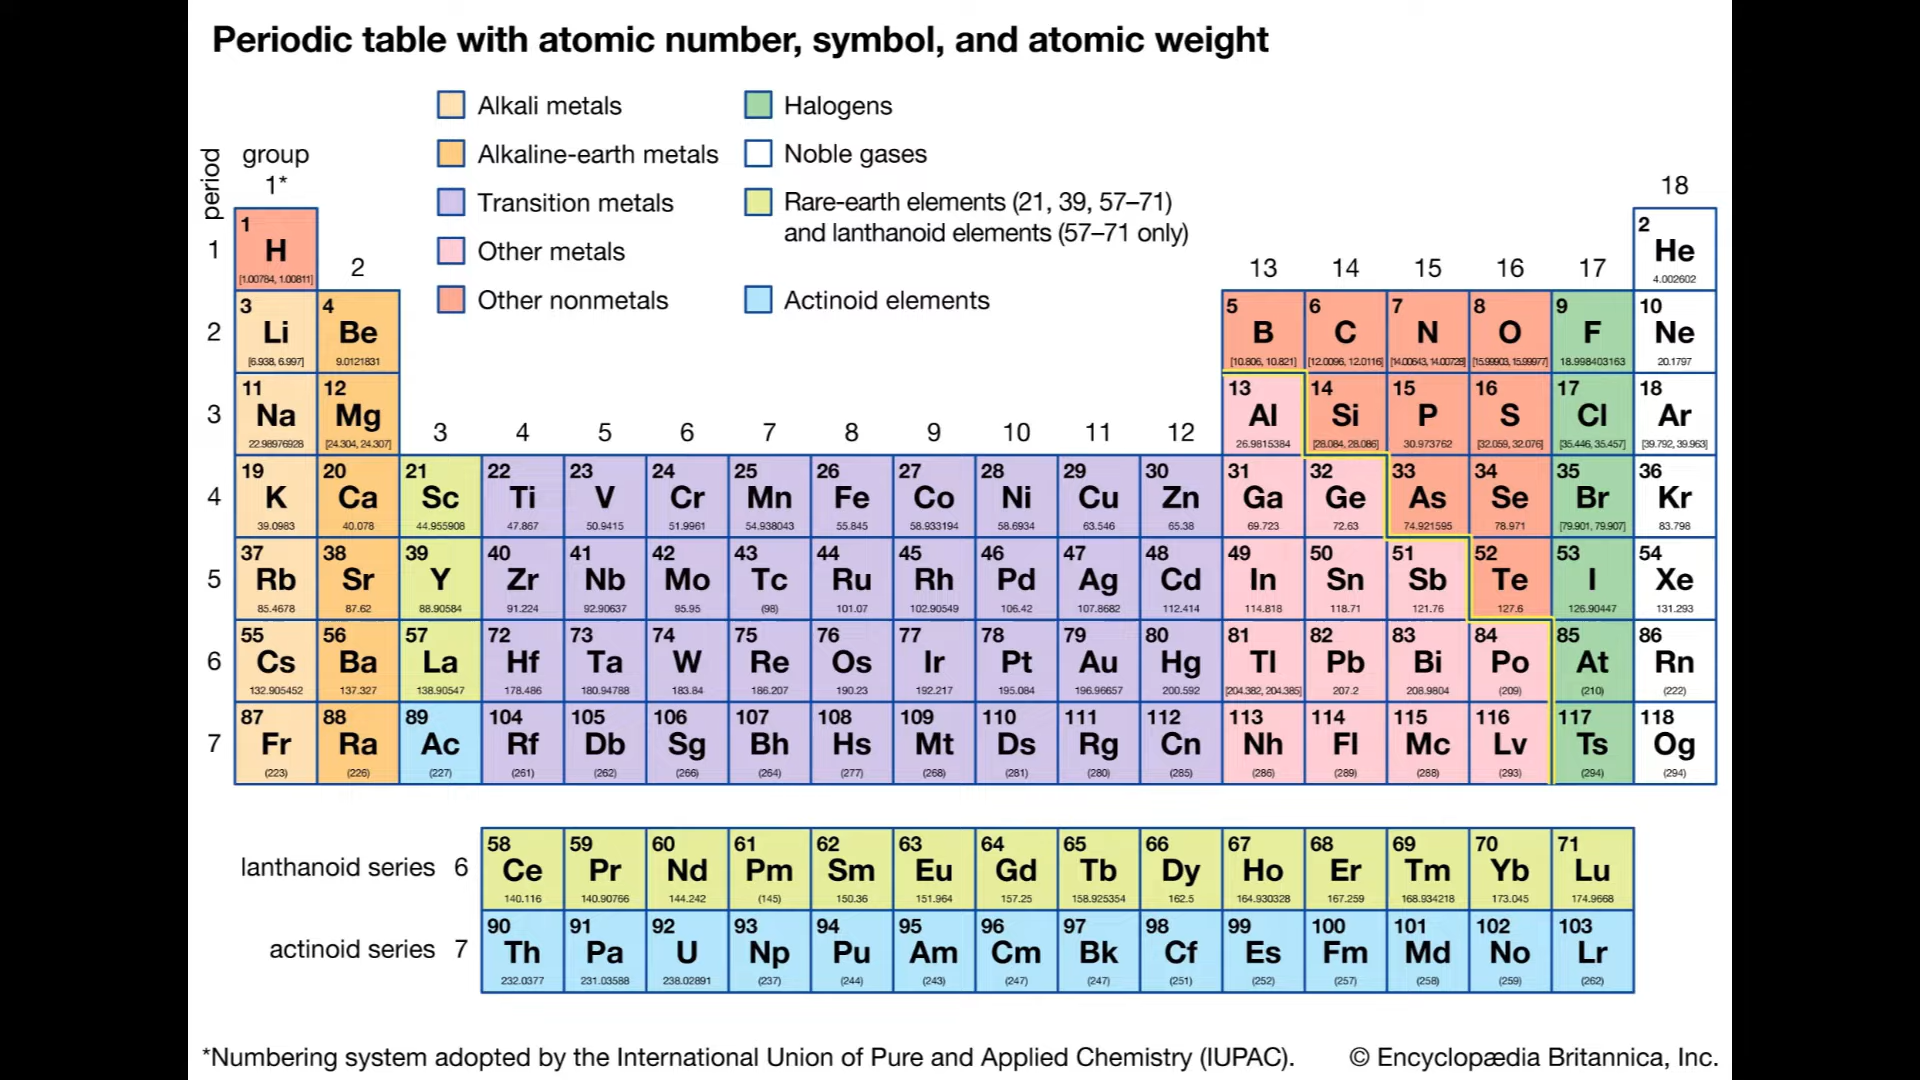 Periodic table with atomic number, symbol, and atomic weight
Alkali metals
Alkaline-earth metals
Transition metals
Other metals
Other nonmetals
Halogens
Noble gases
Rare-earth elements (21, 39, 57–71)
and lanthanoid elements (57–71 only)
Actinoid elements
period
group
1* 2 3 4 5 6 7 8 9 10 11 12 13 14 15 16 17 18
1
1 2
H He
[1.00784, 1.00811] 4.002602
2
3 4 5 6 7 8 9 10
Li Be B C N O F Ne
[6.938, 6.997] 9.0121831 [10.806, 10.821] [12.0096, 12.0116] [14.00643, 14.00728] [15.99903, 15.99977] 18.998403163 20.1797
3
11 12 13 14 15 16 17 18
Na Mg Al Si P S Cl Ar
22.98976928 [24.304, 24.307] 26.9815384 [28.084, 28.086] 30.973762 [32.059, 32.076] [35.446, 35.457] [39.792, 39.963]
4
19 20 21 22 23 24 25 26 27 28 29 30 31 32 33 34 35 36
K Ca Sc Ti V Cr Mn Fe Co Ni Cu Zn Ga Ge As Se Br Kr
39.0983 40.078 44.955908 47.867 50.9415 51.9961 54.938043 55.845 58.933194 58.6934 63.546 65.38 69.723 72.63 74.921595 78.971 [79.901, 79.907] 83.798
5
37 38 39 40 41 42 43 44 45 46 47 48 49 50 51 52 53 54
Rb Sr Y Zr Nb Mo Tc Ru Rh Pd Ag Cd In Sn Sb Te I Xe
85.4678 87.62 88.90584 91.224 92.90637 95.95 (98) 101.07 102.90549 106.42 107.8682 112.414 114.818 118.71 121.76 127.6 126.90447 131.293
6
55 56 57 72 73 74 75 76 77 78 79 80 81 82 83 84 85 86
Cs Ba La Hf Ta W Re Os Ir Pt Au Hg Tl Pb Bi Po At Rn
132.905452 137.327 138.90547 178.486 180.94788 183.84 186.207 190.23 192.217 195.084 196.96657 200.592 [204.382, 204.385] 207.2 208.9804 (209) (210) (222)
7
87 88 89 104 105 106 107 108 109 110 111 112 113 114 115 116 117 118
Fr Ra Ac Rf Db Sg Bh Hs Mt Ds Rg Cn Nh Fl Mc Lv Ts Og
(223) (226) (227) (261) (262) (266) (264) (277) (268) (281) (280) (285) (286) (289) (288) (293) (294) (294)
lanthanoid series 6
58 59 60 61 62 63 64 65 66 67 68 69 70 71
Ce Pr Nd Pm Sm Eu Gd Tb Dy Ho Er Tm Yb Lu
140.116 140.90766 144.242 (145) 150.36 151.964 157.25 158.925354 162.5 164.930328 167.259 168.934218 173.045 174.9668
actinoid series 7
90 91 92 93 94 95 96 97 98 99 100 101 102 103
Th Pa U Np Pu Am Cm Bk Cf Es Fm Md No Lr
232.0377 231.03588 238.02891 (237) (244) (243) (247) (247) (251) (252) (257) (258) (259) (262)
*Numbering system adopted by the International Union of Pure and Applied Chemistry (IUPAC).
© Encyclopædia Britannica, Inc.